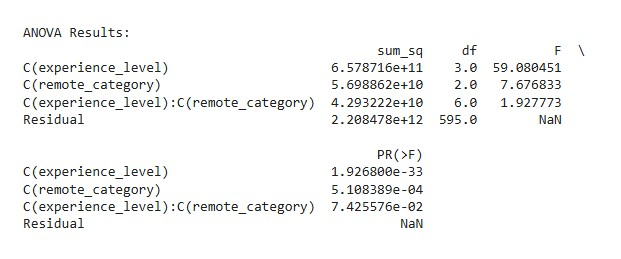 ANOVA Results:
sum_sq df F \
C(experience_level) 6.578716e+11 3.0 59.080451
C(remote_category) 5.698862e+10 2.0 7.676833
C(experience_level):C(remote_category) 4.293222e+10 6.0 1.927773
Residual 2.208478e+12 595.0 NaN
PR(>F)
C(experience_level) 1.926800e-33
C(remote_category) 5.108389e-04
C(experience_level):C(remote_category) 7.425576e-02
Residual NaN